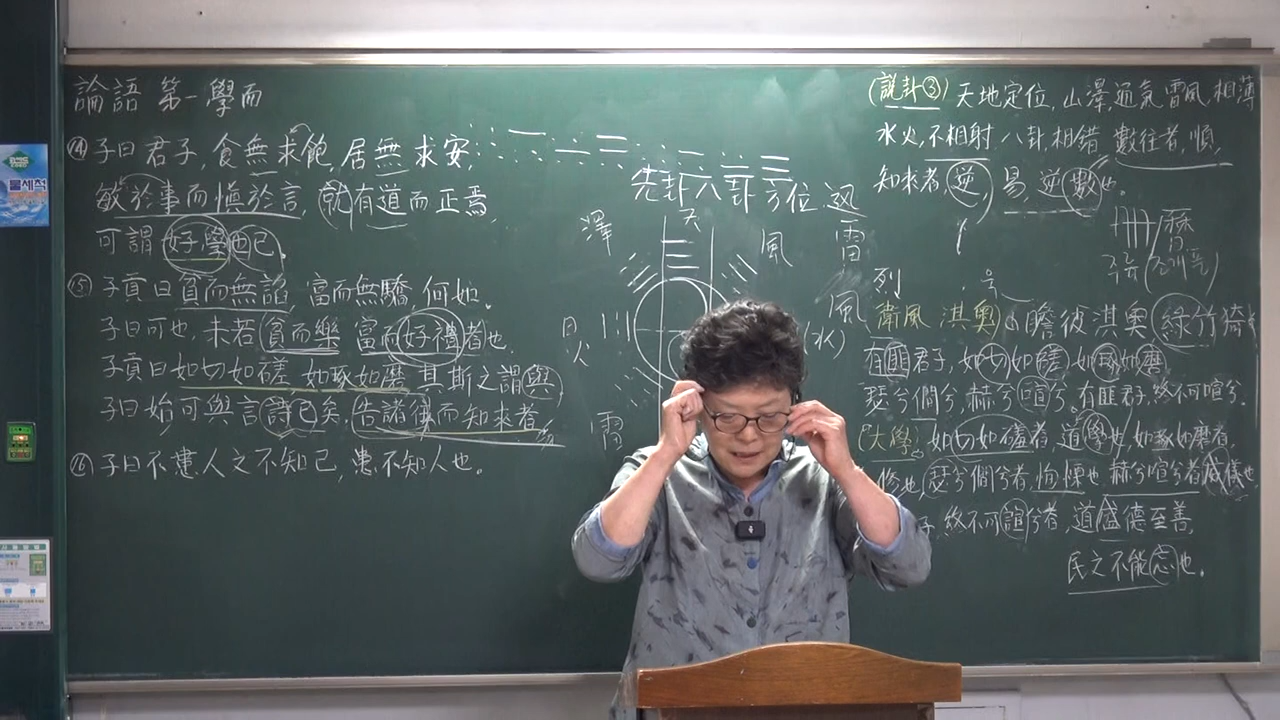 論語 第一 學而
⑭ 子曰 君子, 食無求飽, 居無求安,
敏於事而愼於言, 就有道而正焉,
可謂好學也已.
⑮ 子貢曰 貧而無諂 富而無驕 何如.
子曰 可也, 未若貧而樂 富而好禮者也.
子貢曰 如切如磋 如琢如磨 其斯之謂與.
子曰 始可與言詩已矣, 告諸往而知來者.
⑯ 子曰 不患人之不知己, 患不知人也.
先卦八卦方位
天
澤
風
雷
風
(水)
日
火
雷
(說卦③) 天地定位, 山澤通氣 雷風相薄
水火, 不相射 八卦相錯 數往者, 順,
知來者, 逆, 易, 逆數也.
列
衛風 淇奧 瞻彼淇奧 綠竹猗
有匪君子, 如切如磋 如琢如磨
瑟兮僩兮, 赫兮喧兮. 有匪君子, 終不可喧兮.
(大學) 如切如磋者, 道學也, 如琢如磨者
修也, 瑟兮僩兮者, 恂慄也 赫兮喧兮者 威儀也
子, 終不可諠兮者, 道盛德至善,
民之不能忘也.
물세척